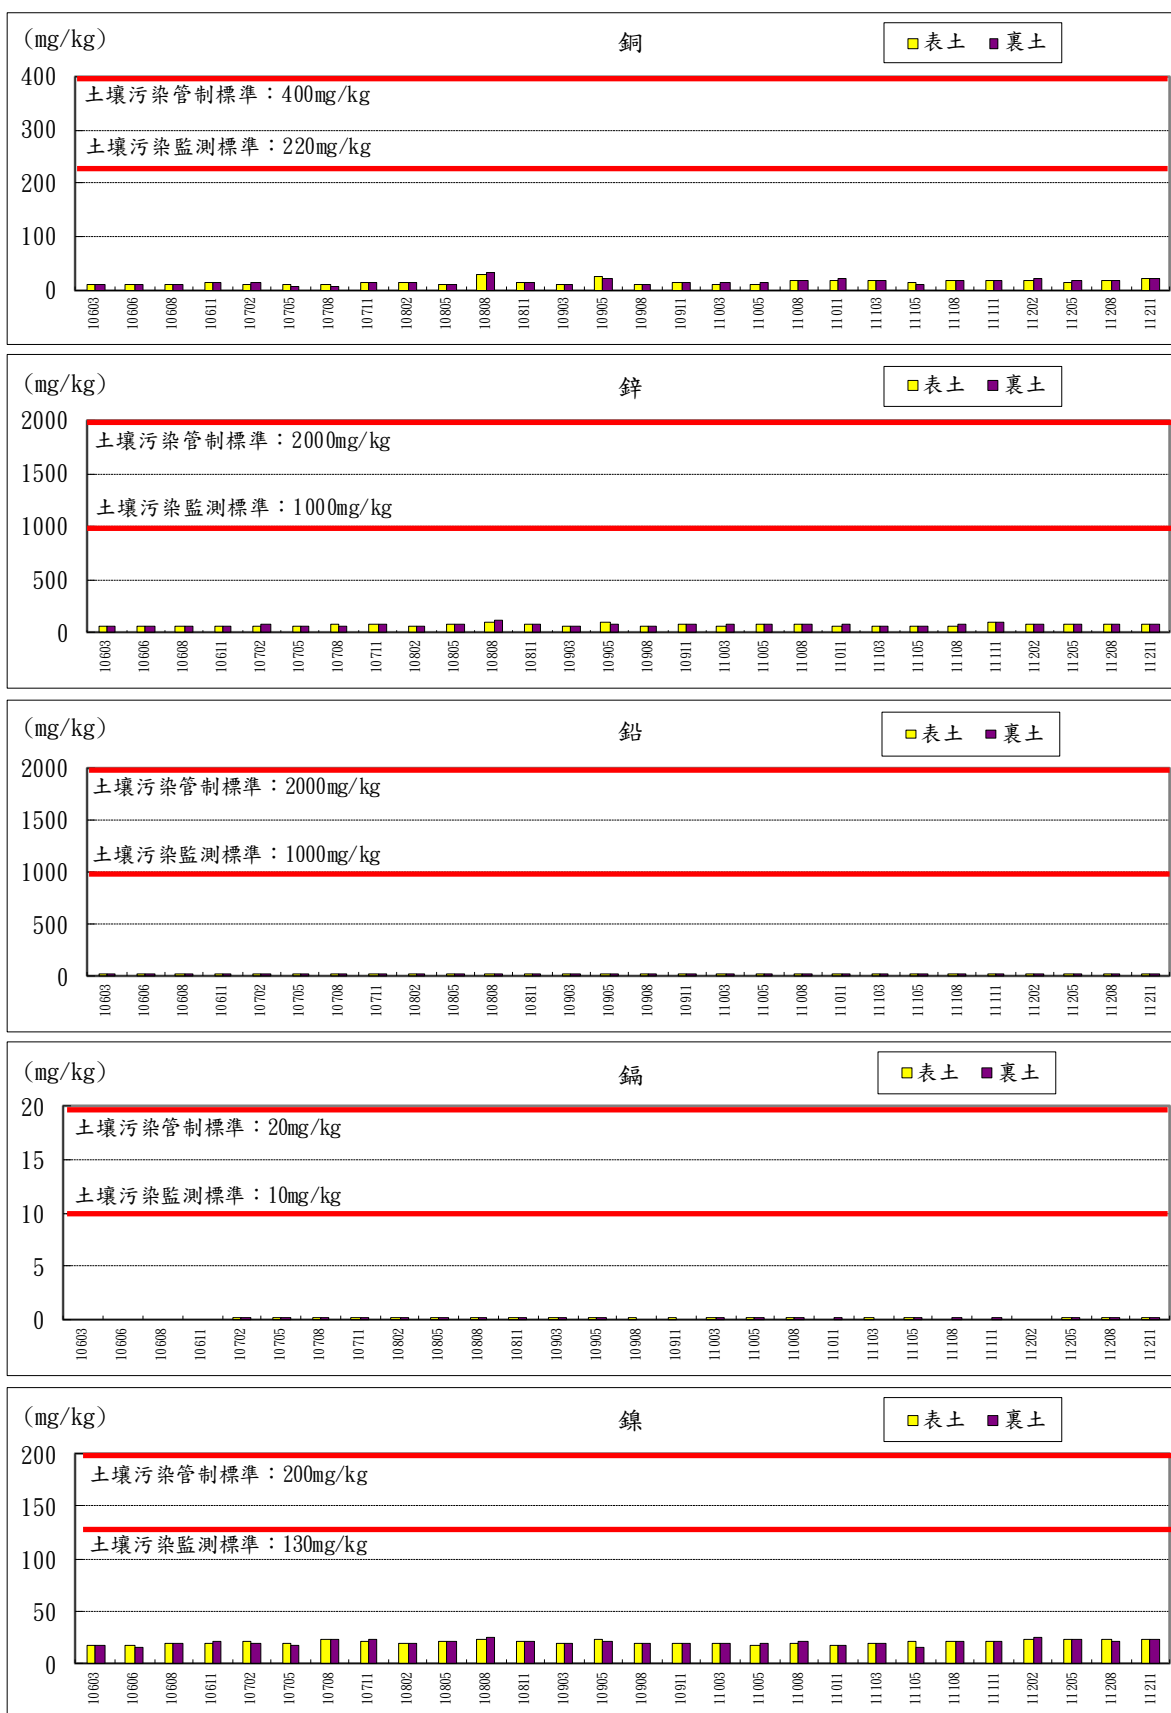 (mg/kg) 銅 表土 裏土
400
土壤污染管制標準：400mg/kg
300
土壤污染監測標準：220mg/kg
200
100
0
10603 10606 10608 10611 10702 10705 10708 10711 10802 10805 10808 10811 10903 10905 10908 10911 11003 11005 11008 11011 11103 11105 11108 11111 11202 11205 11208 11211
(mg/kg) 鋅 表土 裏土
2000
土壤污染管制標準：2000mg/kg
1500
土壤污染監測標準：1000mg/kg
1000
500
0
10603 10606 10608 10611 10702 10705 10708 10711 10802 10805 10808 10811 10903 10905 10908 10911 11003 11005 11008 11011 11103 11105 11108 11111 11202 11205 11208 11211
(mg/kg) 鉛 表土 裏土
2000
土壤污染管制標準：2000mg/kg
1500
土壤污染監測標準：1000mg/kg
1000
500
0
10603 10606 10608 10611 10702 10705 10708 10711 10802 10805 10808 10811 10903 10905 10908 10911 11003 11005 11008 11011 11103 11105 11108 11111 11202 11205 11208 11211
(mg/kg) 鎘 表土 裏土
20
土壤污染管制標準：20mg/kg
15
土壤污染監測標準：10mg/kg
10
5
0
10603 10606 10608 10611 10702 10705 10708 10711 10802 10805 10808 10811 10903 10905 10908 10911 11003 11005 11008 11011 11103 11105 11108 11111 11202 11205 11208 11211
(mg/kg) 鎳 表土 裏土
200
土壤污染管制標準：200mg/kg
150
土壤污染監測標準：130mg/kg
100
50
0
10603 10606 10608 10611 10702 10705 10708 10711 10802 10805 10808 10811 10903 10905 10908 10911 11003 11005 11008 11011 11103 11105 11108 11111 11202 11205 11208 11211